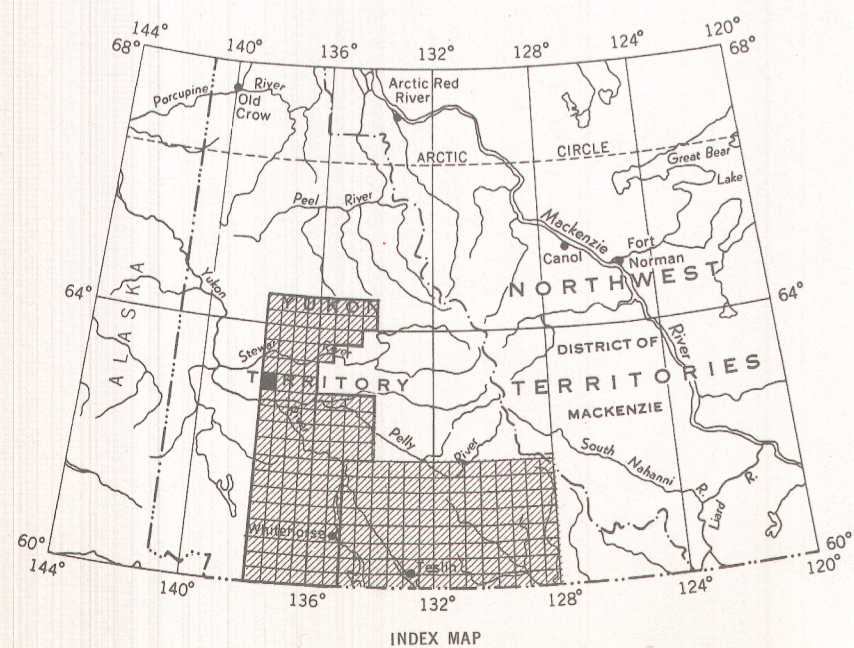 144° 140° 136° 132° 128° 124° 120°
68° 68°
Porcupine River
Old
Crow
Arctic Red
River
ARCTIC CIRCLE
Great Bear
Lake
Peel River
Mackenzie
Canol
Fort
Norman
Yukon
NORTHWEST
64° 64°
ALASKA
YUKON
Stewart River
DISTRICT OF
River
TERRITORY
TERRITORIES
MACKENZIE
Pelly
River
South
Nahanni
R.
Liard
R.
Whitehorse
Teslin
60° 60°
144° 140° 136° 132° 128° 124° 120°
INDEX MAP